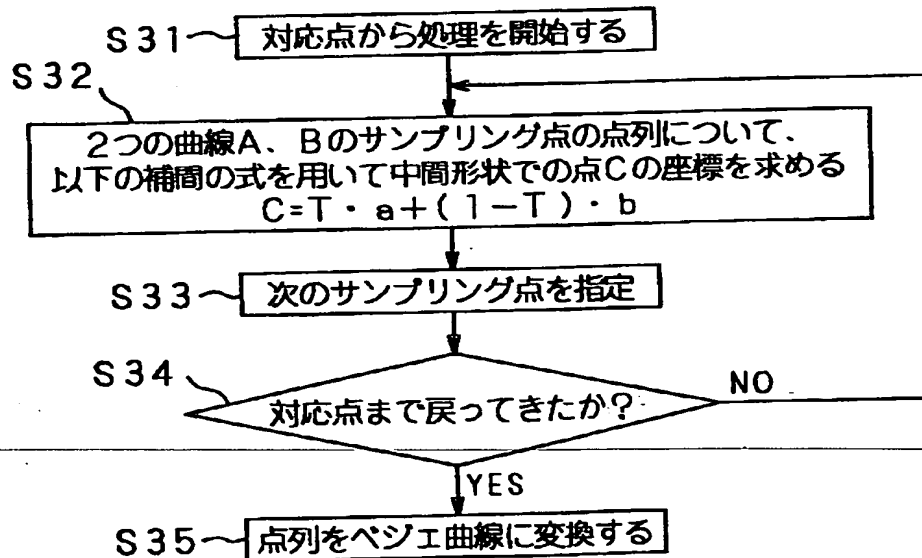 S31
対応点から処理を開始する
S32
2つの曲線A、Bのサンプリング点の点列について、
以下の補間の式を用いて中間形状での点Cの座標を求める
C=T・a+(1−T)・b
S33
次のサンプリング点を指定
S34
対応点まで戻ってきたか?
NO
YES
S35
点列をベジェ曲線に変換する